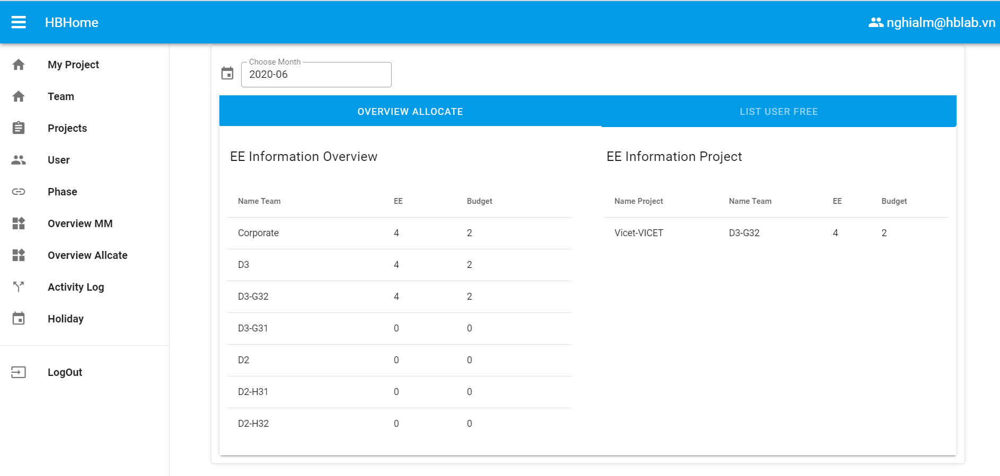 HBHome
nghialm@hblab.vn
My Project
Team
Projects
User
Phase
Overview MM
Overview Allcate
Activity Log
Holiday
LogOut
Choose Month
2020-06
OVERVIEW ALLOCATE
LIST USER FREE
EE Information Overview
Name Team EE Budget
Corporate 4 2
D3 4 2
D3-G32 4 2
D3-G31 0 0
D2 0 0
D2-H31 0 0
D2-H32 0 0
EE Information Project
Name Project Name Team EE Budget
Vicet-VICET D3-G32 4 2